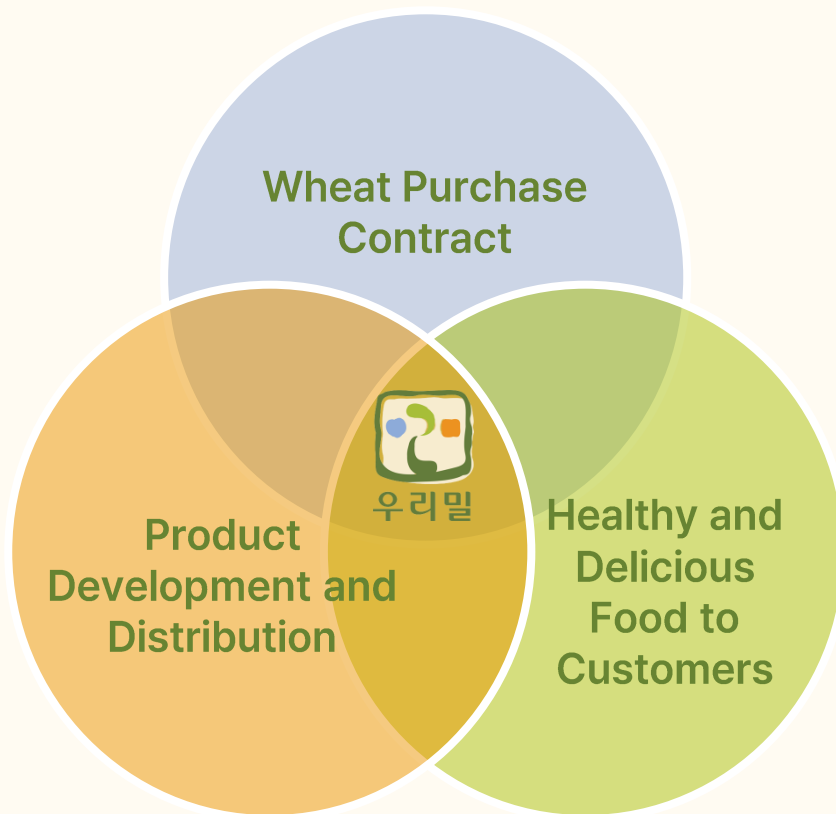 Wheat Purchase
Contract
우리밀
Product
Development and
Distribution
Healthy and
Delicious
Food to
Customers